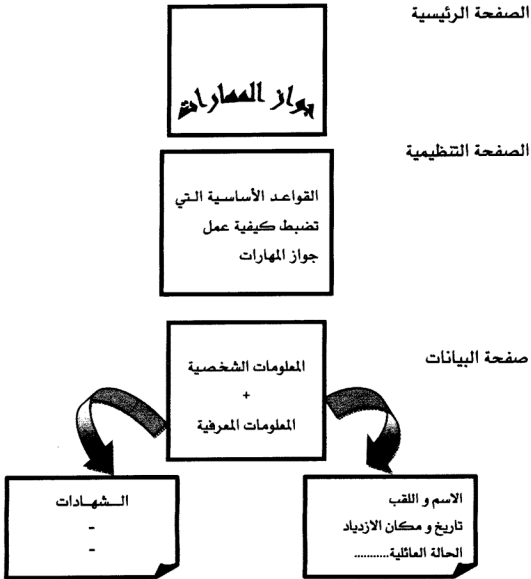 الصفحة الرئيسية
جواز المهارات
الصفحة التنظيمية
القواعد الأساسية التي
تضبط كيفية عمل
جواز المهارات
صفحة البيانات
المعلومات الشخصية
+
المعلومات المعرفية
الاسم و اللقب
تاريخ و مكان الازدياد
الحالة العائلية...........
الــشهــادات
-
-